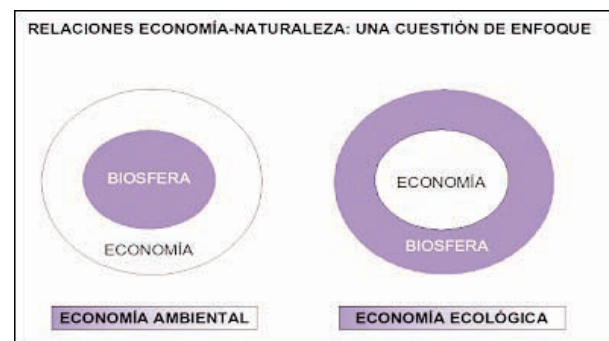 RELACIONES ECONOMÍA-NATURALEZA: UNA CUESTIÓN DE ENFOQUE
BIOSFERA
ECONOMÍA
ECONOMÍA
BIOSFERA
ECONOMÍA AMBIENTAL
ECONOMÍA ECOLÓGICA